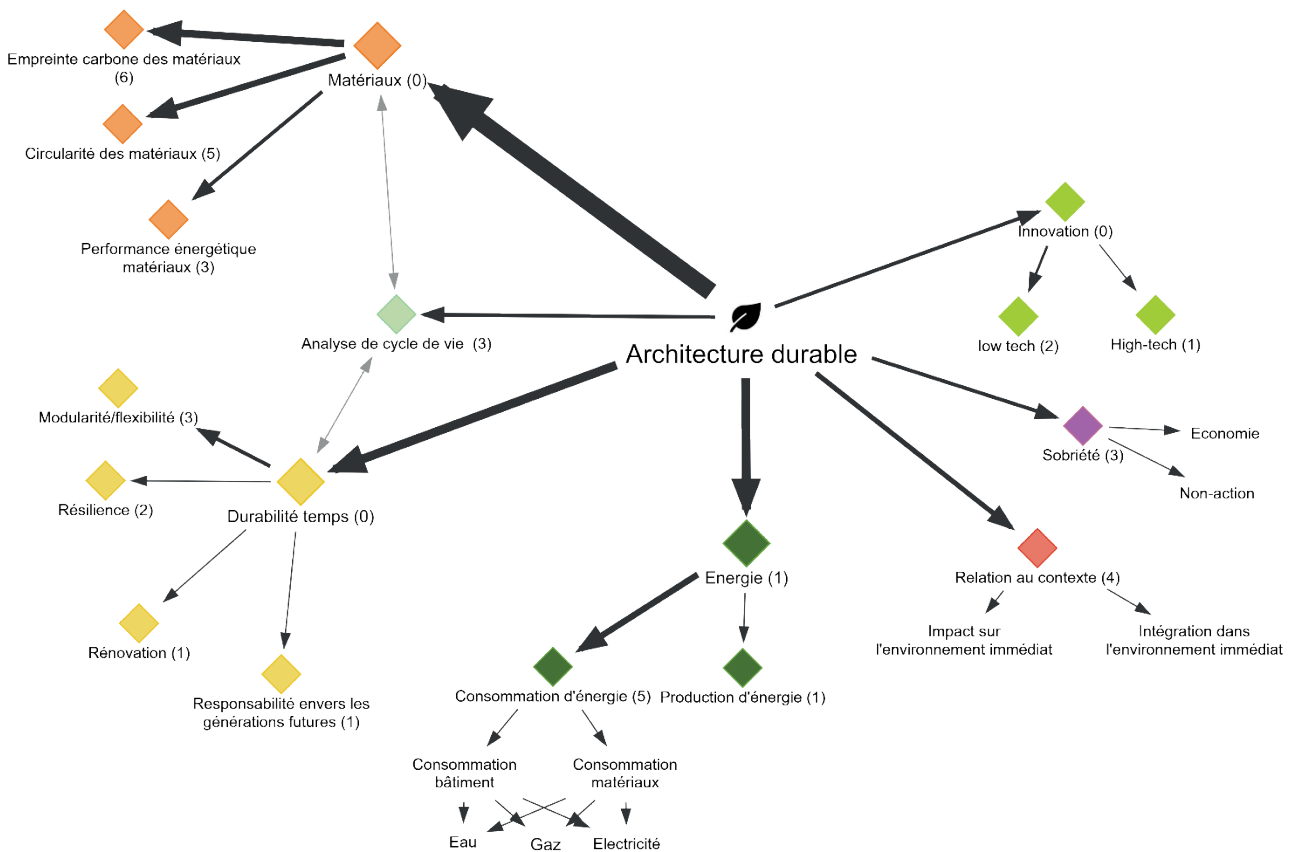 Empreinte carbone des matériaux
(6)
Matériaux (0)
Circularité des matériaux (5)
Performance énergétique
matériaux (3)
Innovation (0)
low tech (2)
High-tech (1)
Analyse de cycle de vie (3)
Architecture durable
Modularité/flexibilité (3)
Sobriété (3)
Economie
Non-action
Résilience (2)
Durabilité temps (0)
Energie (1)
Relation au contexte (4)
Impact sur
l'environnement immédiat
Intégration dans
l'environnement immédiat
Rénovation (1)
Responsabilité envers les
générations futures (1)
Consommation d'énergie (5)
Production d'énergie (1)
Consommation
bâtiment
Consommation
matériaux
Eau
Gaz
Electricité